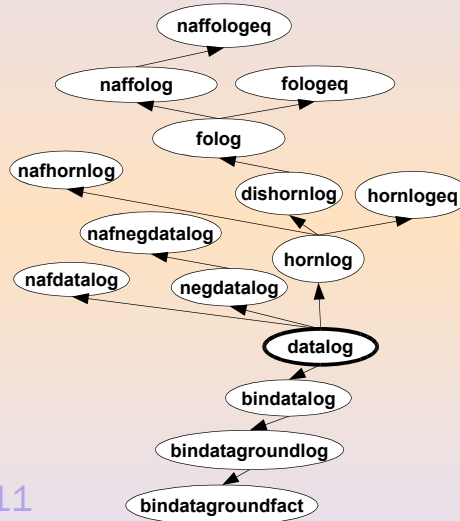 naffologeq
naffolog
fologeq
folog
nafhornlog
dishornlog
hornlogeq
nafnegdatalog
hornlog
nafdatalog
negdatalog
datalog
bindatalog
bindatagroundlog
11
bindatagroundfact